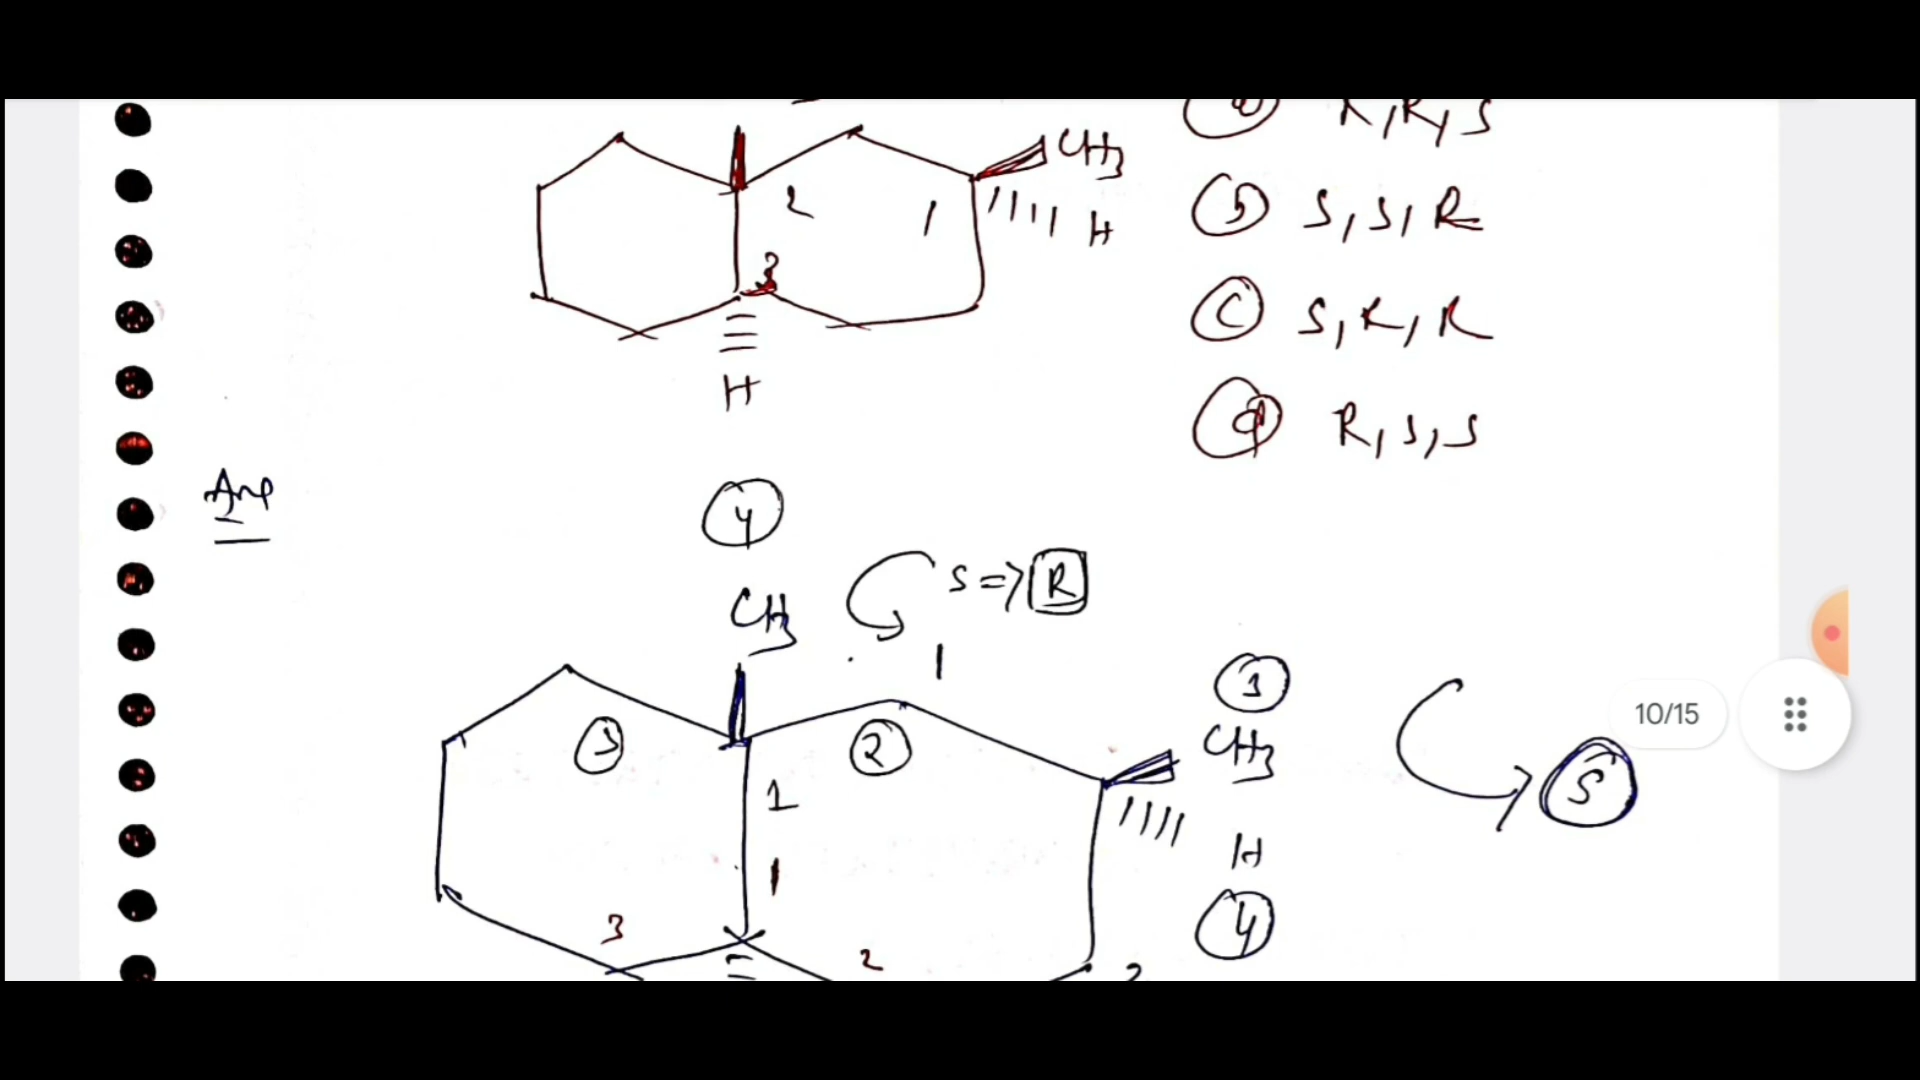 R, R, S
CH3
2
1
H
(b) S, S, R
3
(c) S, R, R
H
(d) R, S, S
Ans
4
CH3
S => R
1
1
CH3
3
2
S
10/15
1
H
1
4
3
2
2